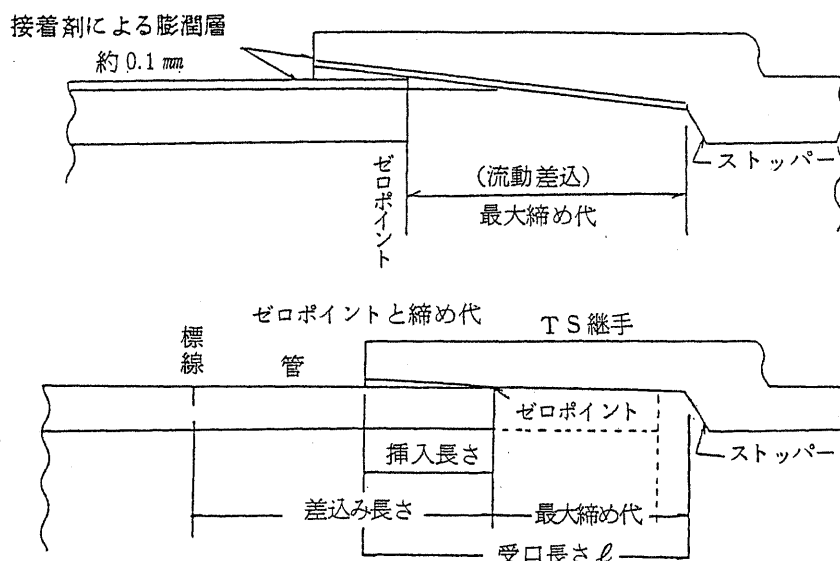 接着剤による膨潤層
約0.1㎜
ゼロポイント
(流動差込)
最大締め代
ストッパー
ゼロポイントと締め代
TS継手
標線
管
ゼロポイント
挿入長さ
ストッパー
差込み長さ
最大締め代
受口長さℓ